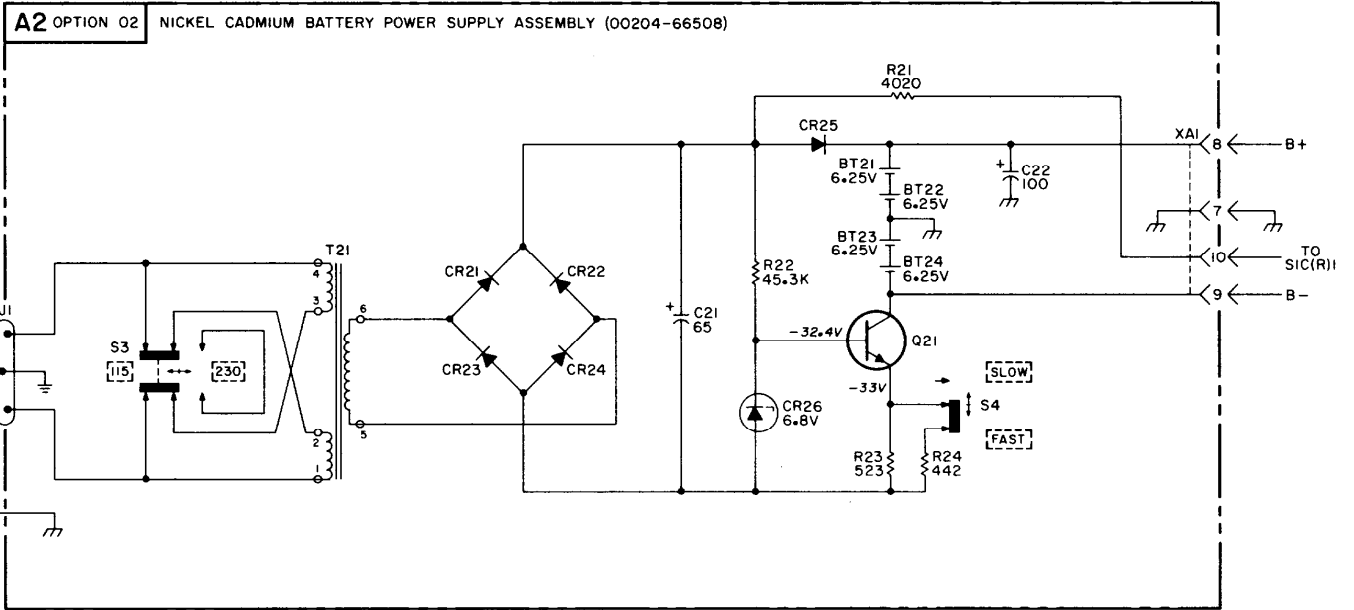 A2 OPTION 02 NICKEL CADMIUM BATTERY POWER SUPPLY ASSEMBLY (00204-66508)
R21
4020
CR25
XA1
8
B+
BT21
6.25V
BT22
6.25V
+
C22
100
7
BT23
6.25V
BT24
6.25V
10
TO
SIC(R)1
9
B-
T21
4
3
2
1
6
5
CR21
CR22
CR23
CR24
+
C21
65
R22
45.3K
-32.4V
Q21
-33V
CR26
6.8V
SLOW
S4
FAST
R23
523
R24
442
J1
S3
115
230